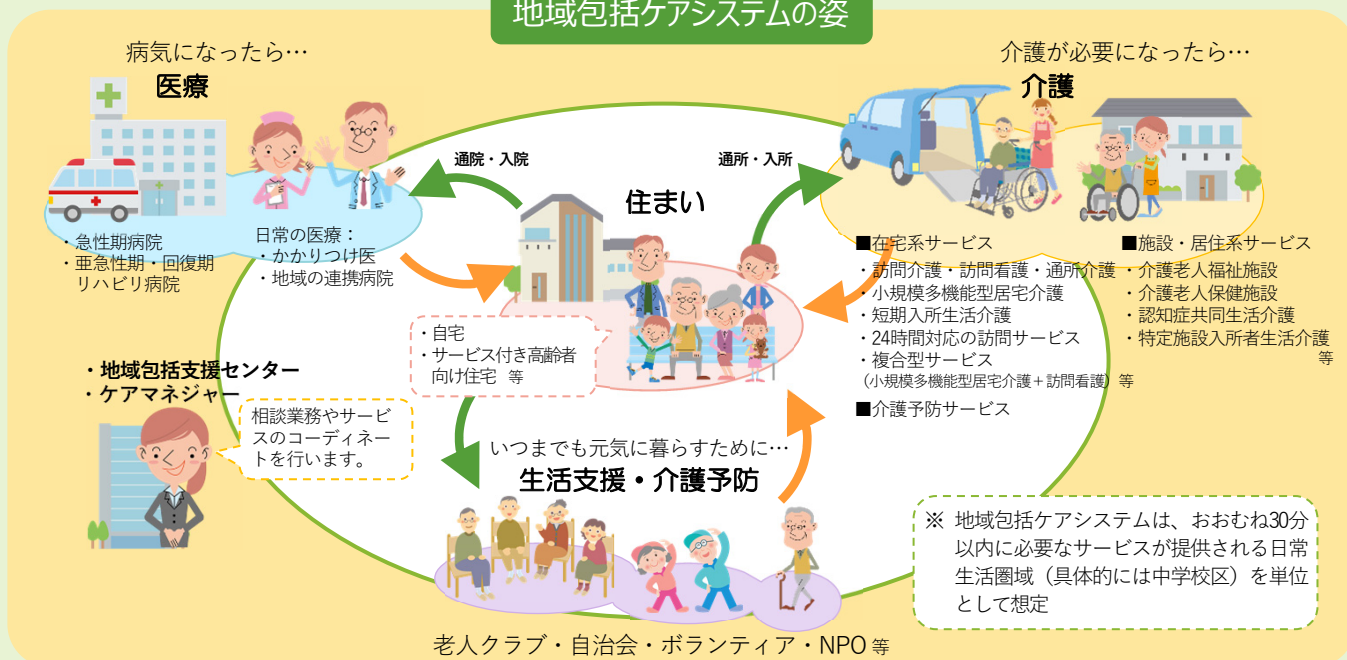 地域包括ケアシステムの姿
病気になったら…
医療
介護が必要になったら…
介護
通院・入院
通所・入所
住まい
・急性期病院
・亜急性期・回復期
リハビリ病院
日常の医療：
・かかりつけ医
・地域の連携病院
■在宅系サービス
・訪問介護・訪問看護・通所介護
・小規模多機能型居宅介護
・短期入所生活介護
・24時間対応の訪問サービス
・複合型サービス
（小規模多機能型居宅介護＋訪問看護）等
■介護予防サービス
■施設・居住系サービス
・介護老人福祉施設
・介護老人保健施設
・認知症共同生活介護
・特定施設入所者生活介護
等
・自宅
・サービス付き高齢者
向け住宅 等
・地域包括支援センター
・ケアマネジャー
相談業務やサービ
スのコーディネー
トを行います。
いつまでも元気に暮らすために…
生活支援・介護予防
※ 地域包括ケアシステムは、おおむね30分
以内に必要なサービスが提供される日常
生活圏域（具体的には中学校区）を単位
として想定
老人クラブ・自治会・ボランティア・NPO 等